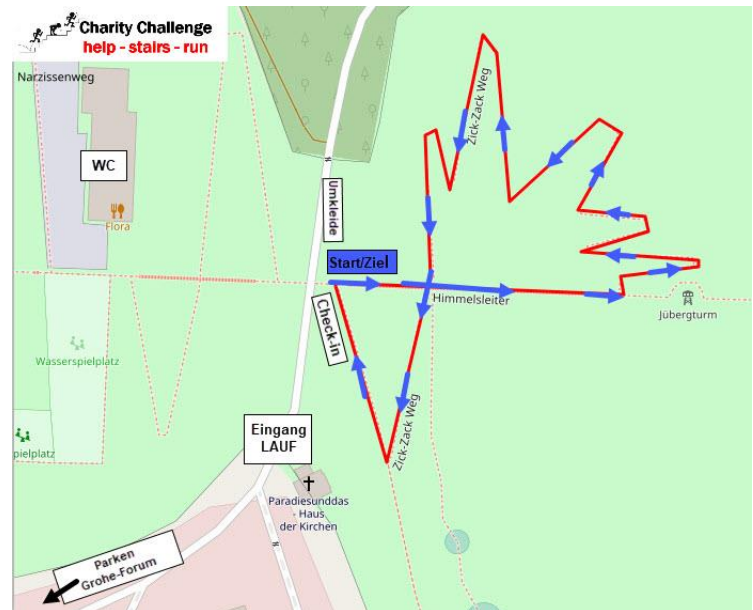 Charity Challenge
help - stairs - run
Narzissenweg
WC
Flora
Umkleide
Zick-Zack Weg
Start/Ziel
Himmelsleiter
Jübergturm
Check-in
Wasserspielplatz
Zick-Zack Weg
Eingang
LAUF
pielplatz
Paradiesunddas
- Haus
der Kirchen
Parken
Grohe-Forum